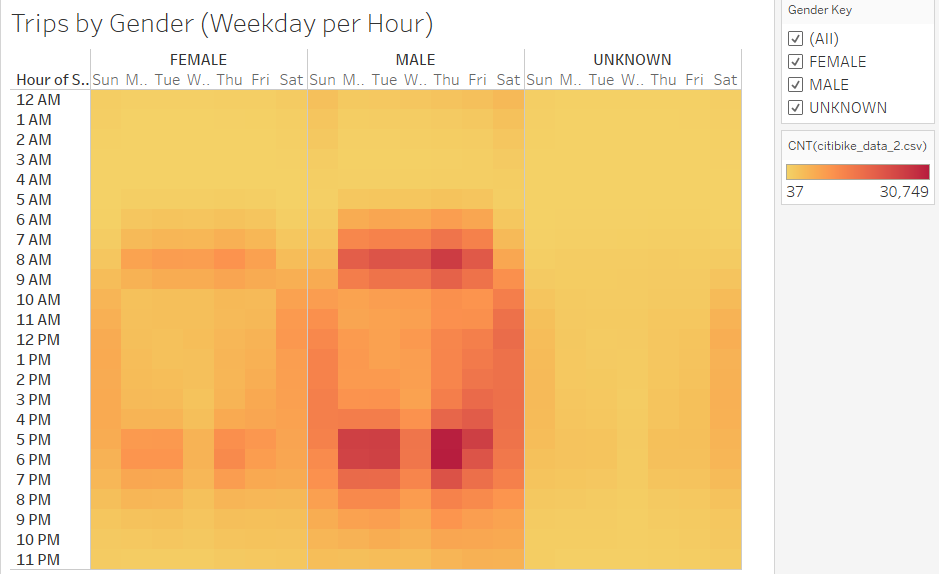 Trips by Gender (Weekday per Hour)
FEMALE MALE UNKNOWN
Hour of S.. Sun M.. Tue W.. Thu Fri Sat Sun M.. Tue W.. Thu Fri Sat Sun M.. Tue W.. Thu Fri Sat
12 AM
1 AM
2 AM
3 AM
4 AM
5 AM
6 AM
7 AM
8 AM
9 AM
10 AM
11 AM
12 PM
1 PM
2 PM
3 PM
4 PM
5 PM
6 PM
7 PM
8 PM
9 PM
10 PM
11 PM
Gender Key
(All)
FEMALE
MALE
UNKNOWN
CNT(citibike_data_2.csv)
37 30,749